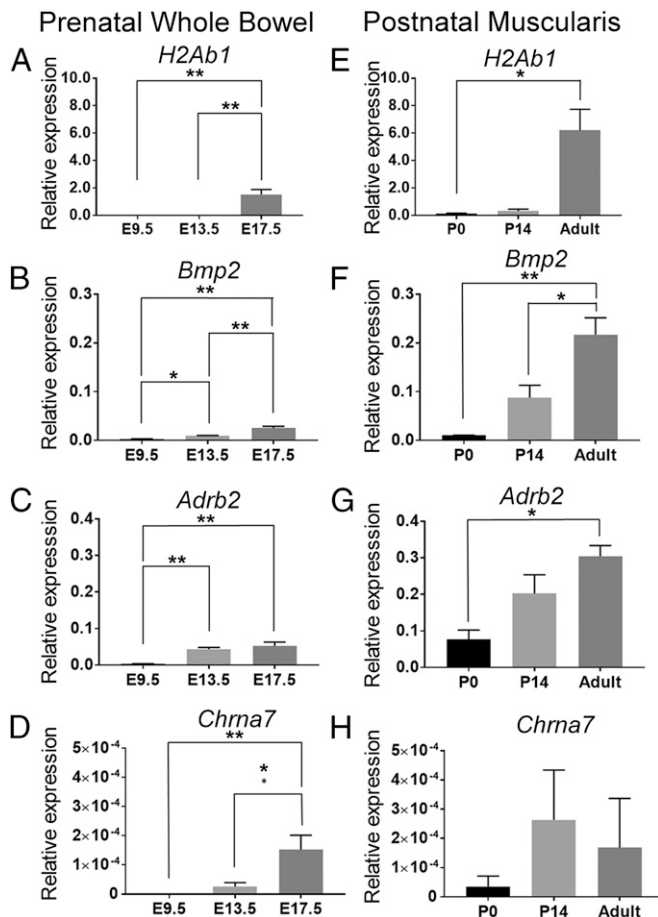 Prenatal Whole Bowel
Postnatal Muscularis
A
H2Ab1
Relative expression
10.0
8.0
6.0
4.0
2.0
0.0
**
**
E9.5 E13.5 E17.5
E
H2Ab1
Relative expression
10.0
8.0
6.0
4.0
2.0
0.0
*
P0 P14 Adult
B
Bmp2
Relative expression
0.3
0.2
0.1
0.0
**
**
*
E9.5 E13.5 E17.5
F
Bmp2
Relative expression
0.3
0.2
0.1
0.0
**
*
P0 P14 Adult
C
Adrb2
Relative expresssion
0.4
0.3
0.2
0.1
0.0
**
**
E9.5 E13.5 E17.5
G
Adrb2
Relative expresssion
0.4
0.3
0.2
0.1
0.0
*
P0 P14 Adult
D
Chrna7
Relative expression
5×10⁻⁴
4×10⁻⁴
3×10⁻⁴
2×10⁻⁴
1×10⁻⁴
0
**
*
*
E9.5 E13.5 E17.5
H
Chrna7
Relative expression
5×10⁻⁴
4×10⁻⁴
3×10⁻⁴
2×10⁻⁴
1×10⁻⁴
0
P0 P14 Adult